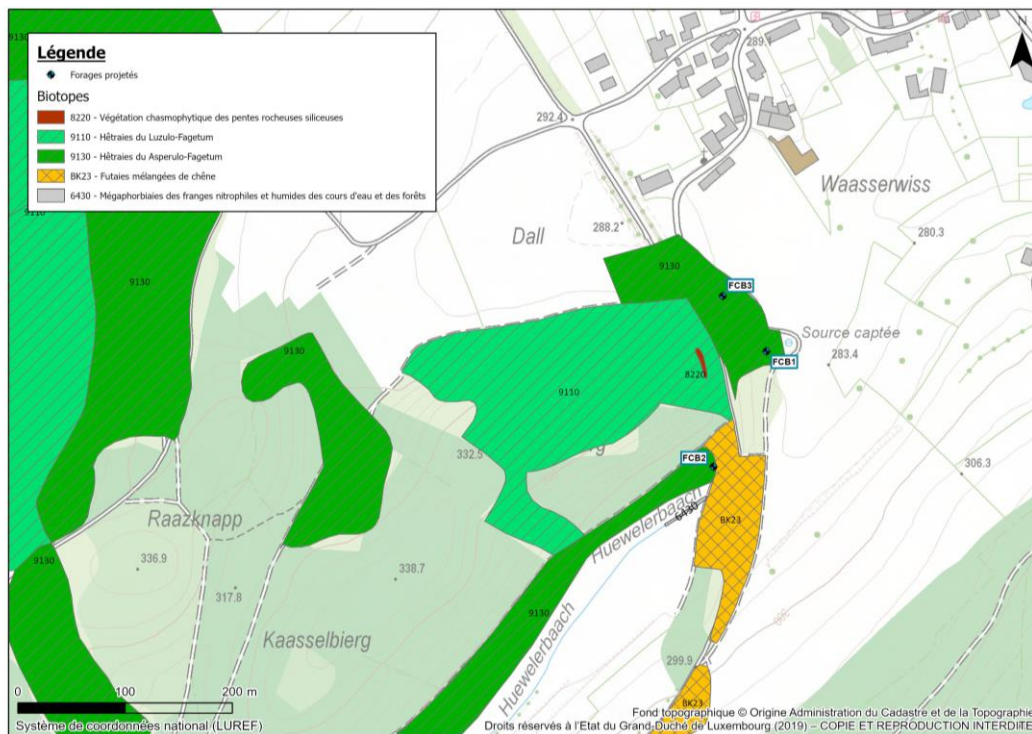 Légende
Forages projetés
Biotopes
8220 - Végétation chasmophytique des pentes rocheuses siliceuses
9110 - Hêtraies du Luzulo-Fagetum
9130 - Hêtraies du Asperulo-Fagetum
BK23 - Futaies mélangées de chêne
6430 - Mégaphorbiaies des franges nitrophiles et humides des cours d'eau et des forêts
9130
N
289.1
292.4
Waasserwiss
9110
288.2
Dall
280.3
9130
9130
FCB3
Source captée
283.4
FCB1
9130
8220
9110
332.5
FCB2
306.3
Raazknapp
6430
BK23
Huewelerbaach
336.9
338.7
317.8
9130
9130
300
Kaasselbierg
Huewelerbaach
299.9
BK23
0 100 200 m
Système de coordonnées national (LUREF)
Fond topographique © Origine Administration du Cadastre et de la Topographie
Droits réservés à l'Etat du Grand-Duché de Luxembourg (2019) – COPIE ET REPRODUCTION INTERDITE